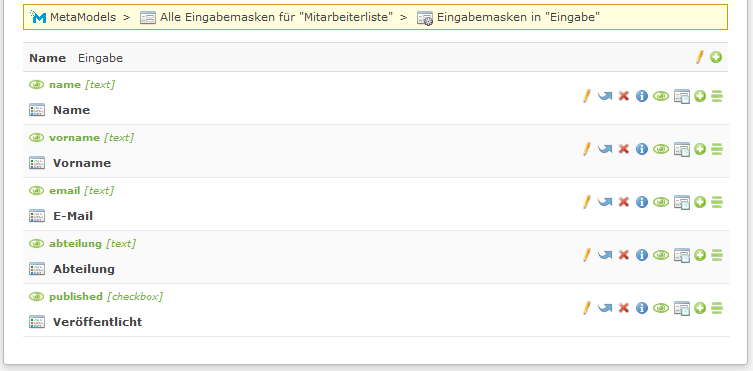 MetaModels > Alle Eingabemasken für "Mitarbeiterliste" > Eingabemasken in "Eingabe"
Name Eingabe
name [text]
Name
vorname [text]
Vorname
email [text]
E-Mail
abteilung [text]
Abteilung
published [checkbox]
Veröffentlicht